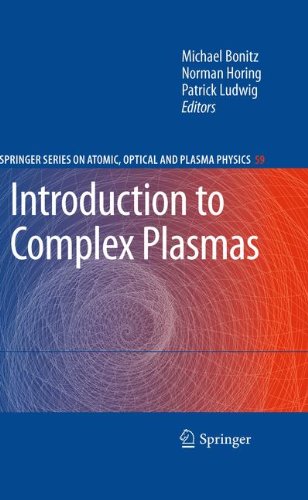 Michael Bonitz
Norman Horing
Patrick Ludwig
Editors
SPRINGER SERIES ON ATOMIC, OPTICAL AND PLASMA PHYSICS 59
Introduction to
Complex Plasmas
Springer